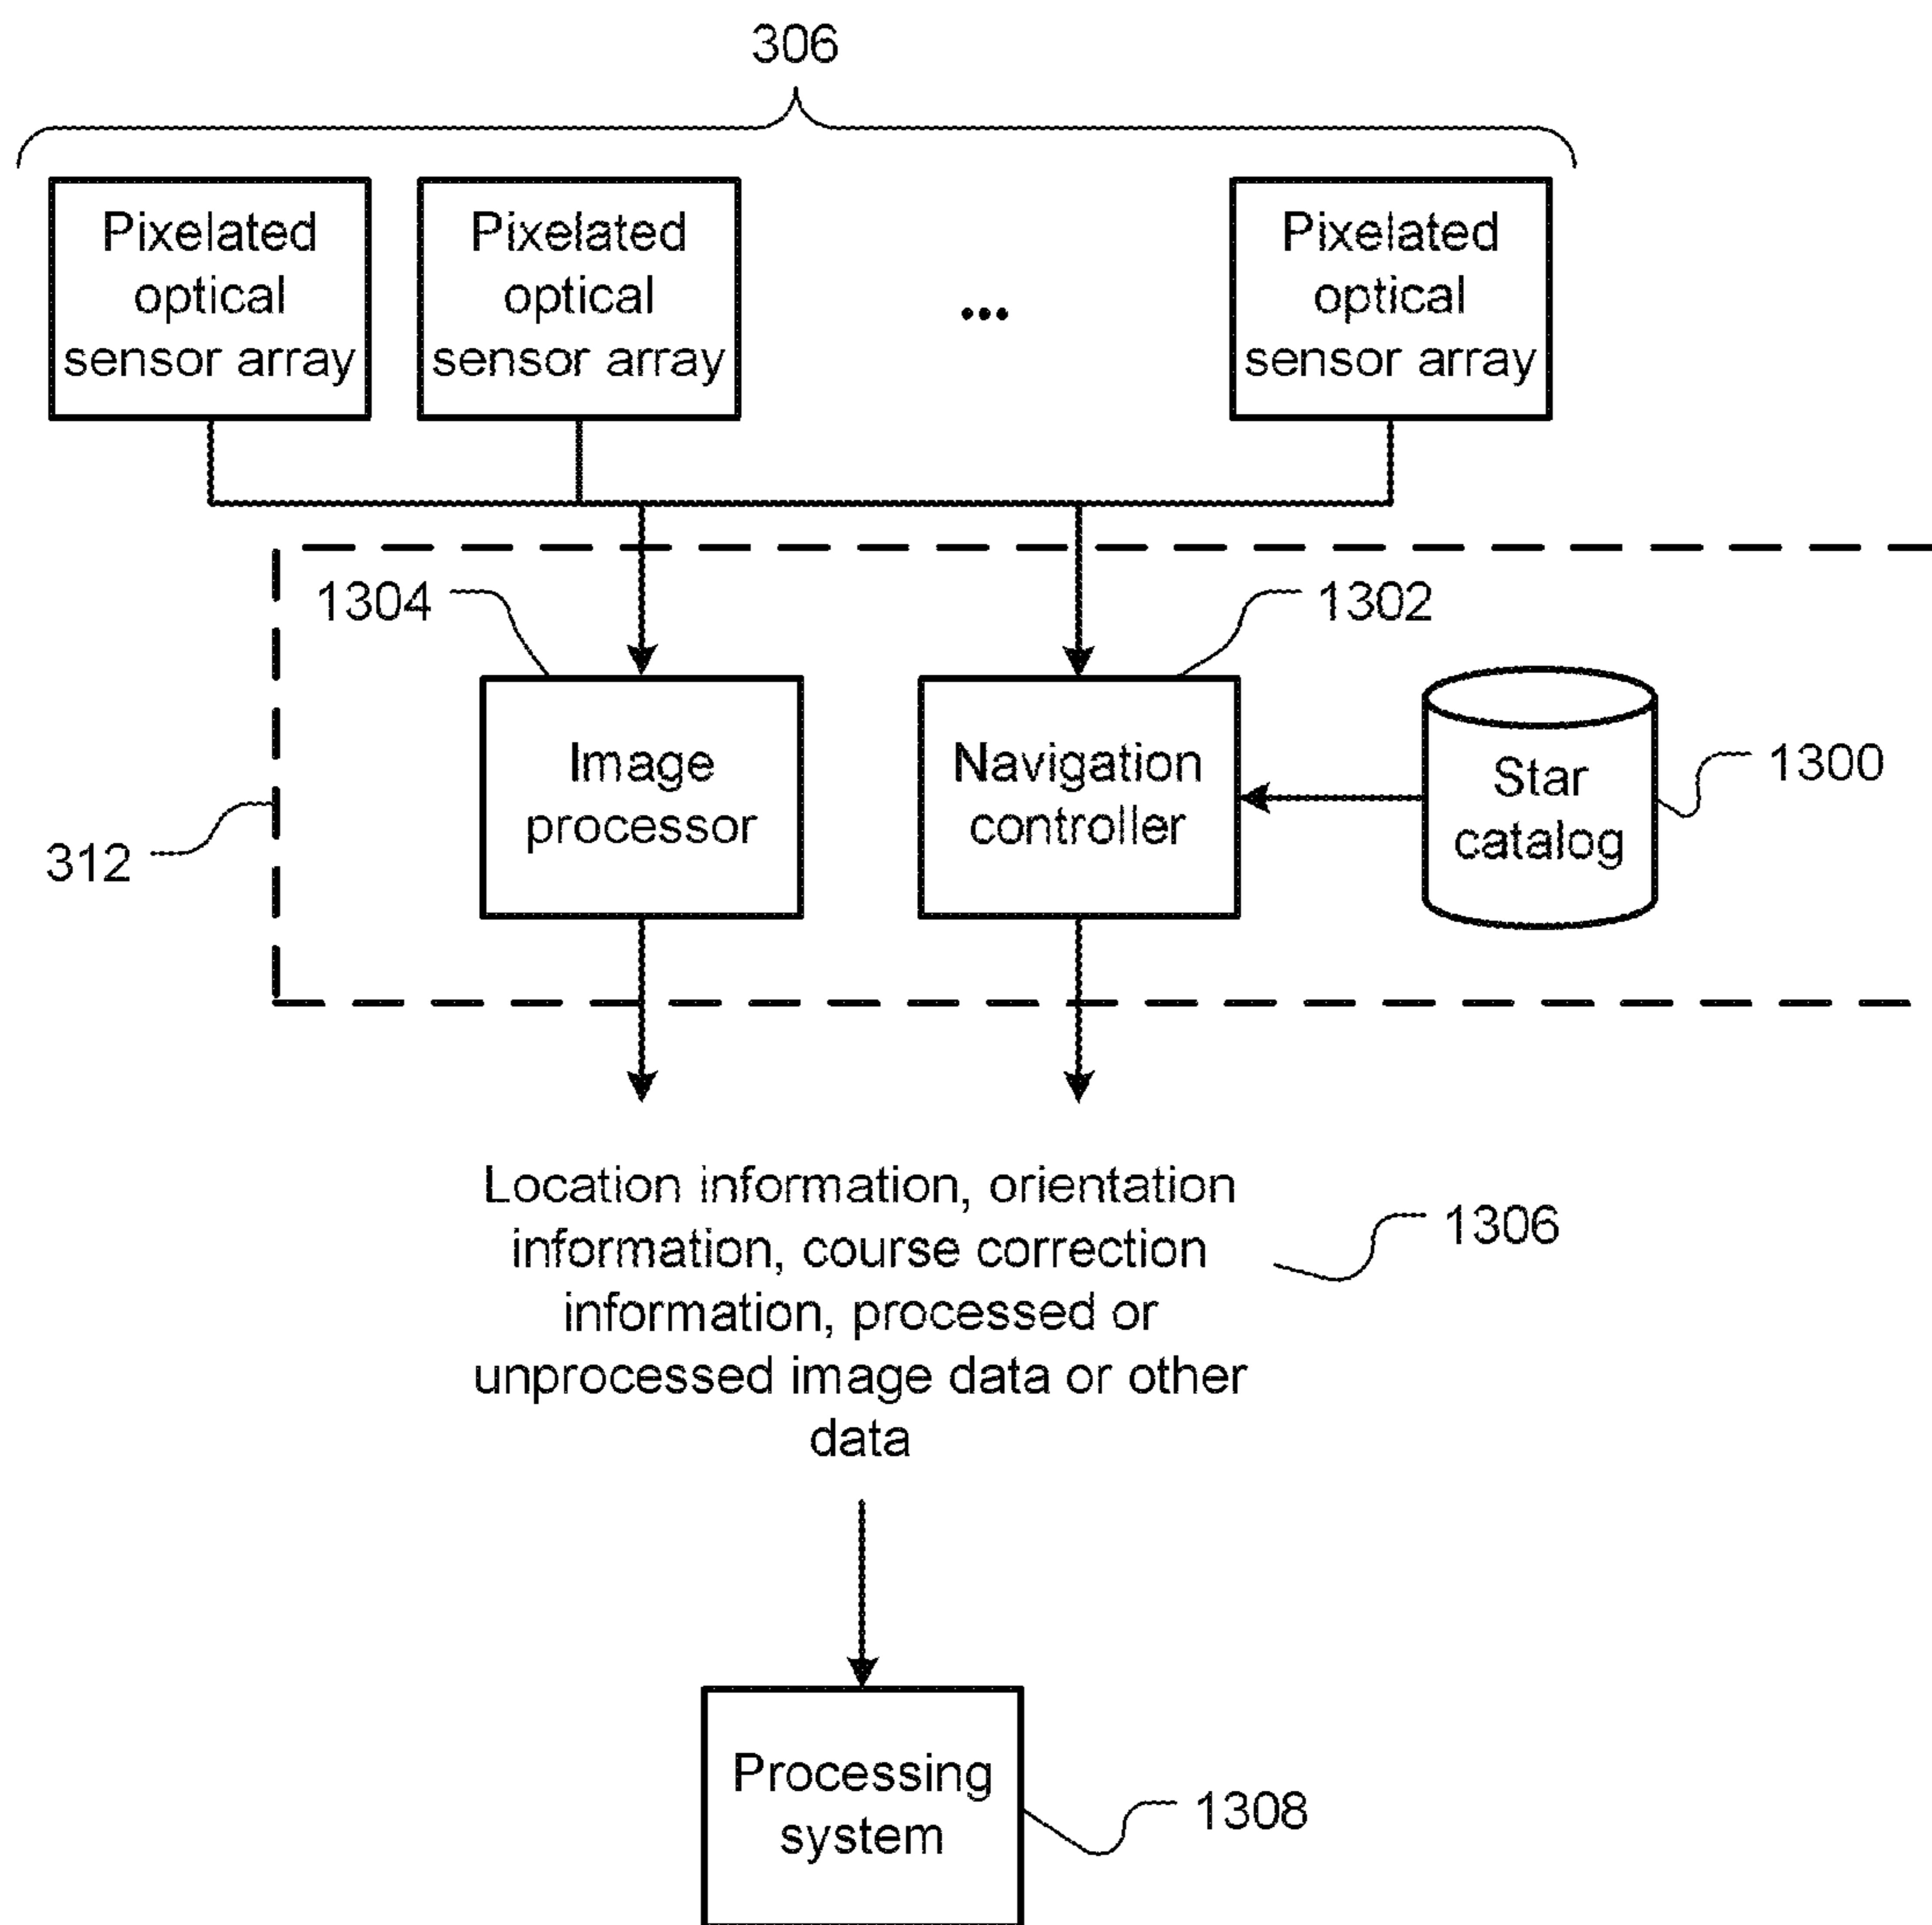 306
Pixelated
optical
sensor array
Pixelated
optical
sensor array
...
Pixelated
optical
sensor array
1304
1302
Image
processor
Navigation
controller
Star
catalog
1300
312
Location information, orientation
information, course correction
information, processed or
unprocessed image data or other
data
1306
Processing
system
1308